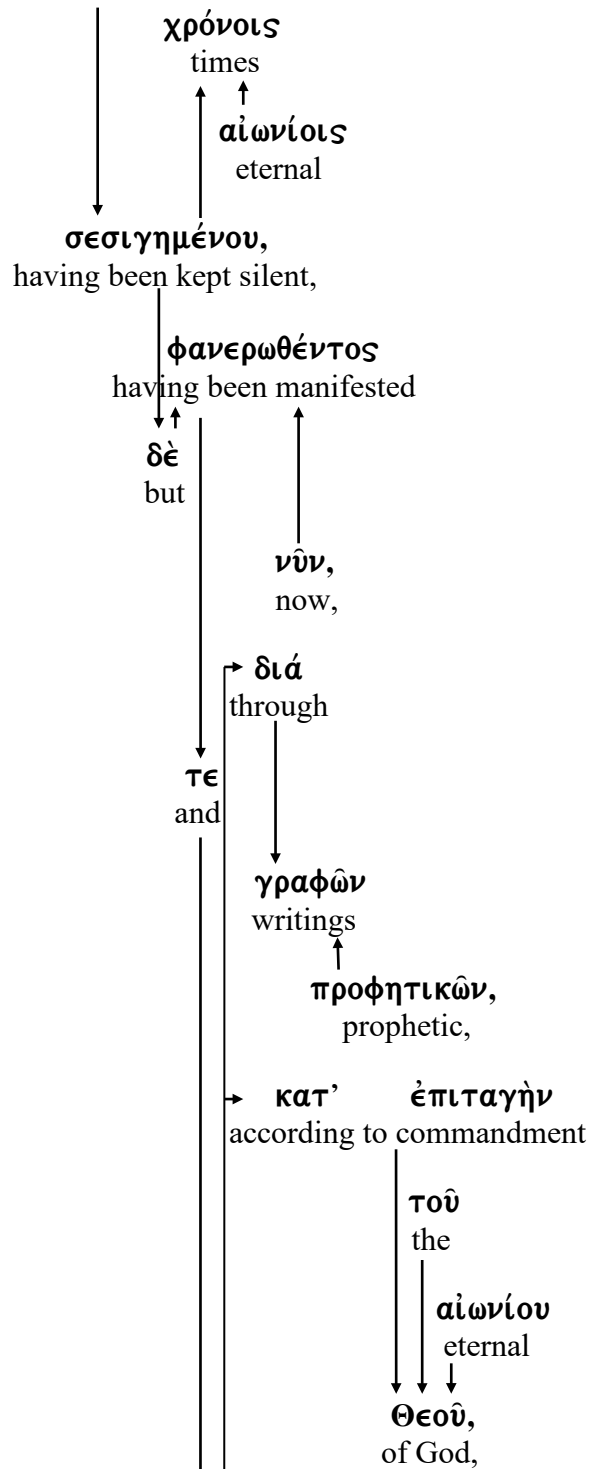 χρόνοις
times
αἰωνίοις
eternal
σεσιγημένου,
having been kept silent,
φανερωθέντος
having been manifested
δὲ
but
νῦν,
now,
διά
through
τε
and
γραφῶν
writings
προφητικῶν,
prophetic,
κατ’ ἐπιταγὴν
according to commandment
τοῦ
the
αἰωνίου
eternal
Θεοῦ,
of God,